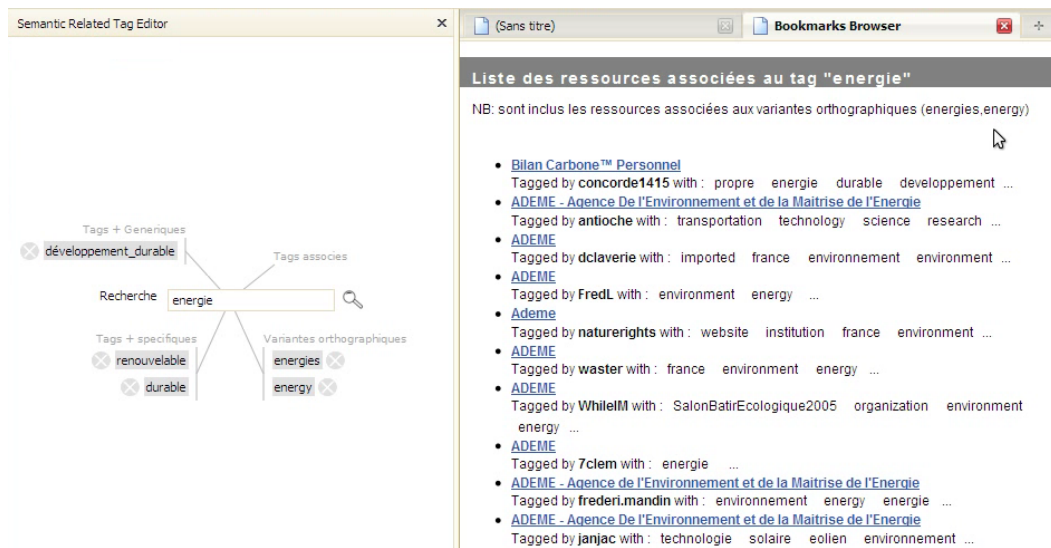 Semantic Related Tag Editor
Tags + Generiques
développement_durable
Tags associes
Recherche energie
Tags + specifiques
renouvelable
durable
Variantes orthographiques
energies
energy
(Sans titre)
Bookmarks Browser
Liste des ressources associées au tag "energie"
NB: sont inclus les ressources associées aux variantes orthographiques (energies,energy)
Bilan Carbone™ Personnel
Tagged by concorde1415 with : propre energie durable developpement ...
ADEME - Agence De l'Environnement et de la Maitrise de l'Energie
Tagged by antioche with : transportation technology science research ...
ADEME
Tagged by dclaverie with : imported france environnement environment ...
ADEME
Tagged by FredL with : environment energy ...
Ademe
Tagged by naturerights with : website institution france environment ...
ADEME
Tagged by waster with : france environment energy ...
ADEME
Tagged by WhileIM with : SalonBatirEcologique2005 organization environment
energy ...
ADEME
Tagged by 7clem with : energie ...
ADEME - Agence de l'Environnement et de la Maitrise de l'Energie
Tagged by frederi.mandin with : environnement energy energie ...
ADEME - Agence De l'Environnement et de la Maitrise de l'Energie
Tagged by janjac with : technologie solaire eolien environnement ...